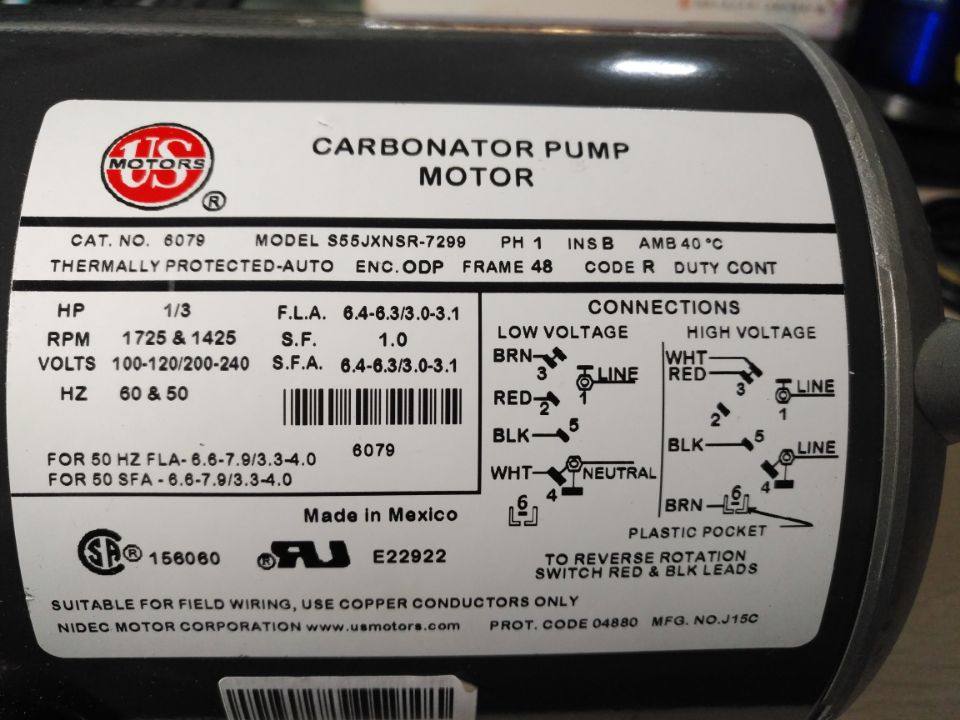 US
MOTORS
®
CARBONATOR PUMP
MOTOR
CAT. NO. 6079 MODEL S55JXNSR-7299 PH 1 INS B AMB 40 °C
THERMALLY PROTECTED-AUTO ENC. ODP FRAME 48 CODE R DUTY CONT
HP 1/3 F.L.A. 6.4-6.3/3.0-3.1
RPM 1725 & 1425 S.F. 1.0
VOLTS 100-120/200-240 S.F.A. 6.4-6.3/3.0-3.1
HZ 60 & 50
6079
FOR 50 HZ FLA- 6.6-7.9/3.3-4.0
FOR 50 SFA - 6.6-7.9/3.3-4.0
CONNECTIONS
LOW VOLTAGE
BRN 3 LINE
RED 2 1
BLK 5
WHT 4 NEUTRAL
6
HIGH VOLTAGE
WHT
RED 3 LINE
2 1
BLK 5 LINE
4
BRN 6
PLASTIC POCKET
TO REVERSE ROTATION
SWITCH RED & BLK LEADS
Made in Mexico
SA ® 156060 ® RU E22922
SUITABLE FOR FIELD WIRING, USE COPPER CONDUCTORS ONLY
NIDEC MOTOR CORPORATION www.usmotors.com PROT. CODE 04880 MFG. NO. J15C